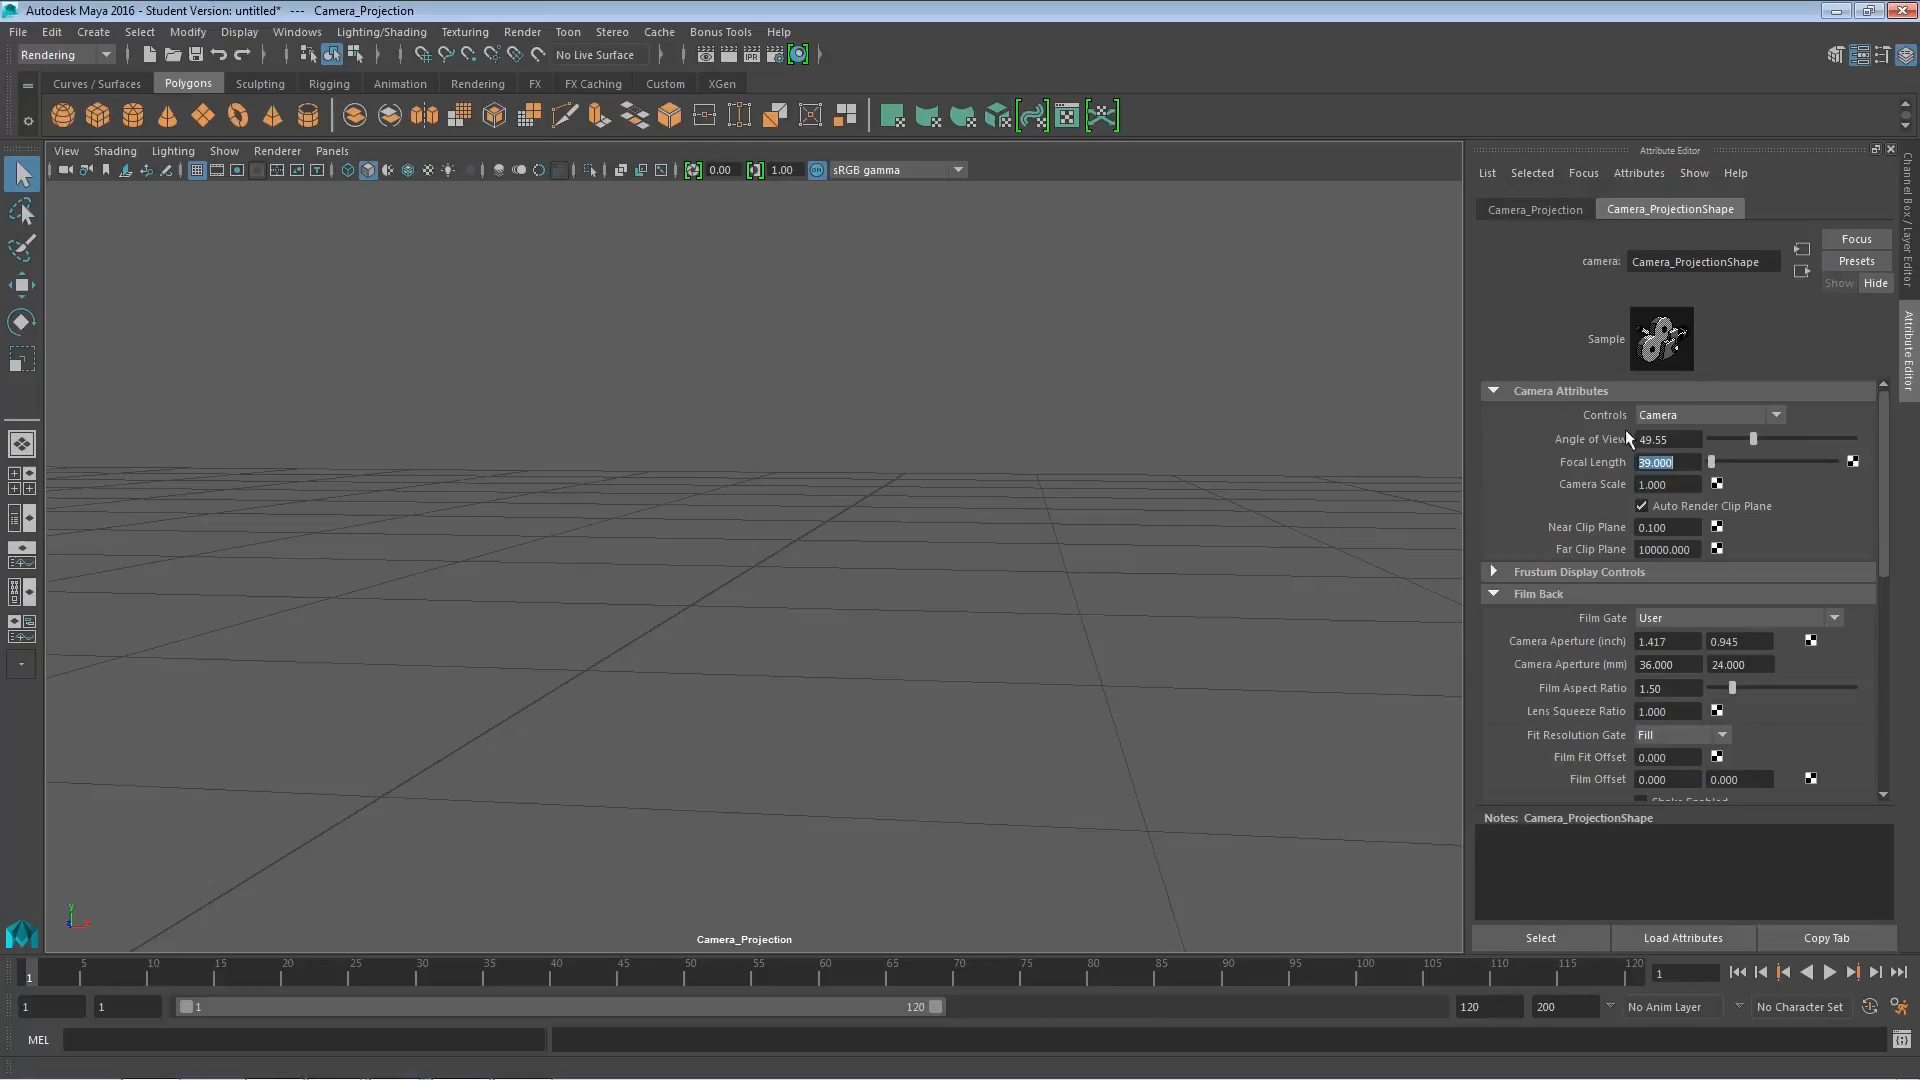 Autodesk Maya 2016 - Student Version: untitled* --- Camera_Projection
File Edit Create Select Modify Display Windows Lighting/Shading Texturing Render Toon Stereo Cache Bonus Tools Help
Rendering No Live Surface IPR
Curves / Surfaces Polygons Sculpting Rigging Animation Rendering FX FX Caching Custom XGen
View Shading Lighting Show Renderer Panels
0.00 1.00 ON sRGB gamma
Attribute Editor
List Selected Focus Attributes Show Help
Camera_Projection Camera_ProjectionShape
camera: Camera_ProjectionShape
Focus
Presets
Show Hide
Sample
Camera Attributes
Controls Camera
Angle of View 49.55
Focal Length 39.000
Camera Scale 1.000
Auto Render Clip Plane
Near Clip Plane 0.100
Far Clip Plane 10000.000
Frustum Display Controls
Film Back
Film Gate User
Camera Aperture (inch) 1.417 0.945
Camera Aperture (mm) 36.000 24.000
Film Aspect Ratio 1.50
Lens Squeeze Ratio 1.000
Fit Resolution Gate Fill
Film Fit Offset 0.000
Film Offset 0.000 0.000
Shake Enabled
Notes: Camera_ProjectionShape
Select Load Attributes Copy Tab
Channel Box / Layer Editor
Attribute Editor
y
Camera_Projection
1 5 10 15 20 25 30 35 40 45 50 55 60 65 70 75 80 85 90 95 100 105 110 115 120 1
1 1 1 120 120 200 No Anim Layer No Character Set
MEL